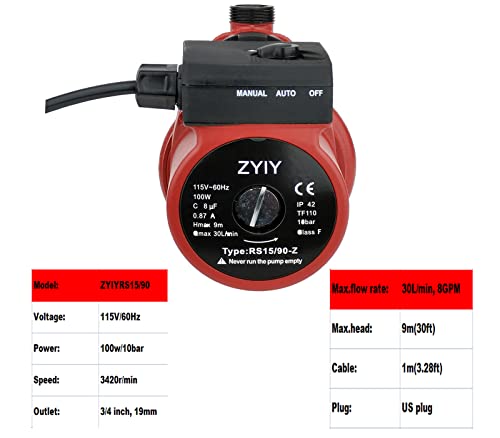 MANUAL AUTO OFF
ZYIY
115V~60Hz
100W
C 8 µF
0.87 A
Hmax 9m
Qmax 30L/min
CE
IP 42
TF110
10bar
Class F
Type:RS15/90-Z
Never run the pump empty
Model: ZYIYRS15/90
Voltage: 115V/60Hz
Power: 100w/10bar
Speed: 3420r/min
Outlet: 3/4 inch, 19mm
Max.flow rate: 30L/min, 8GPM
Max.head: 9m(30ft)
Cable: 1m(3.28ft)
Plug: US plug